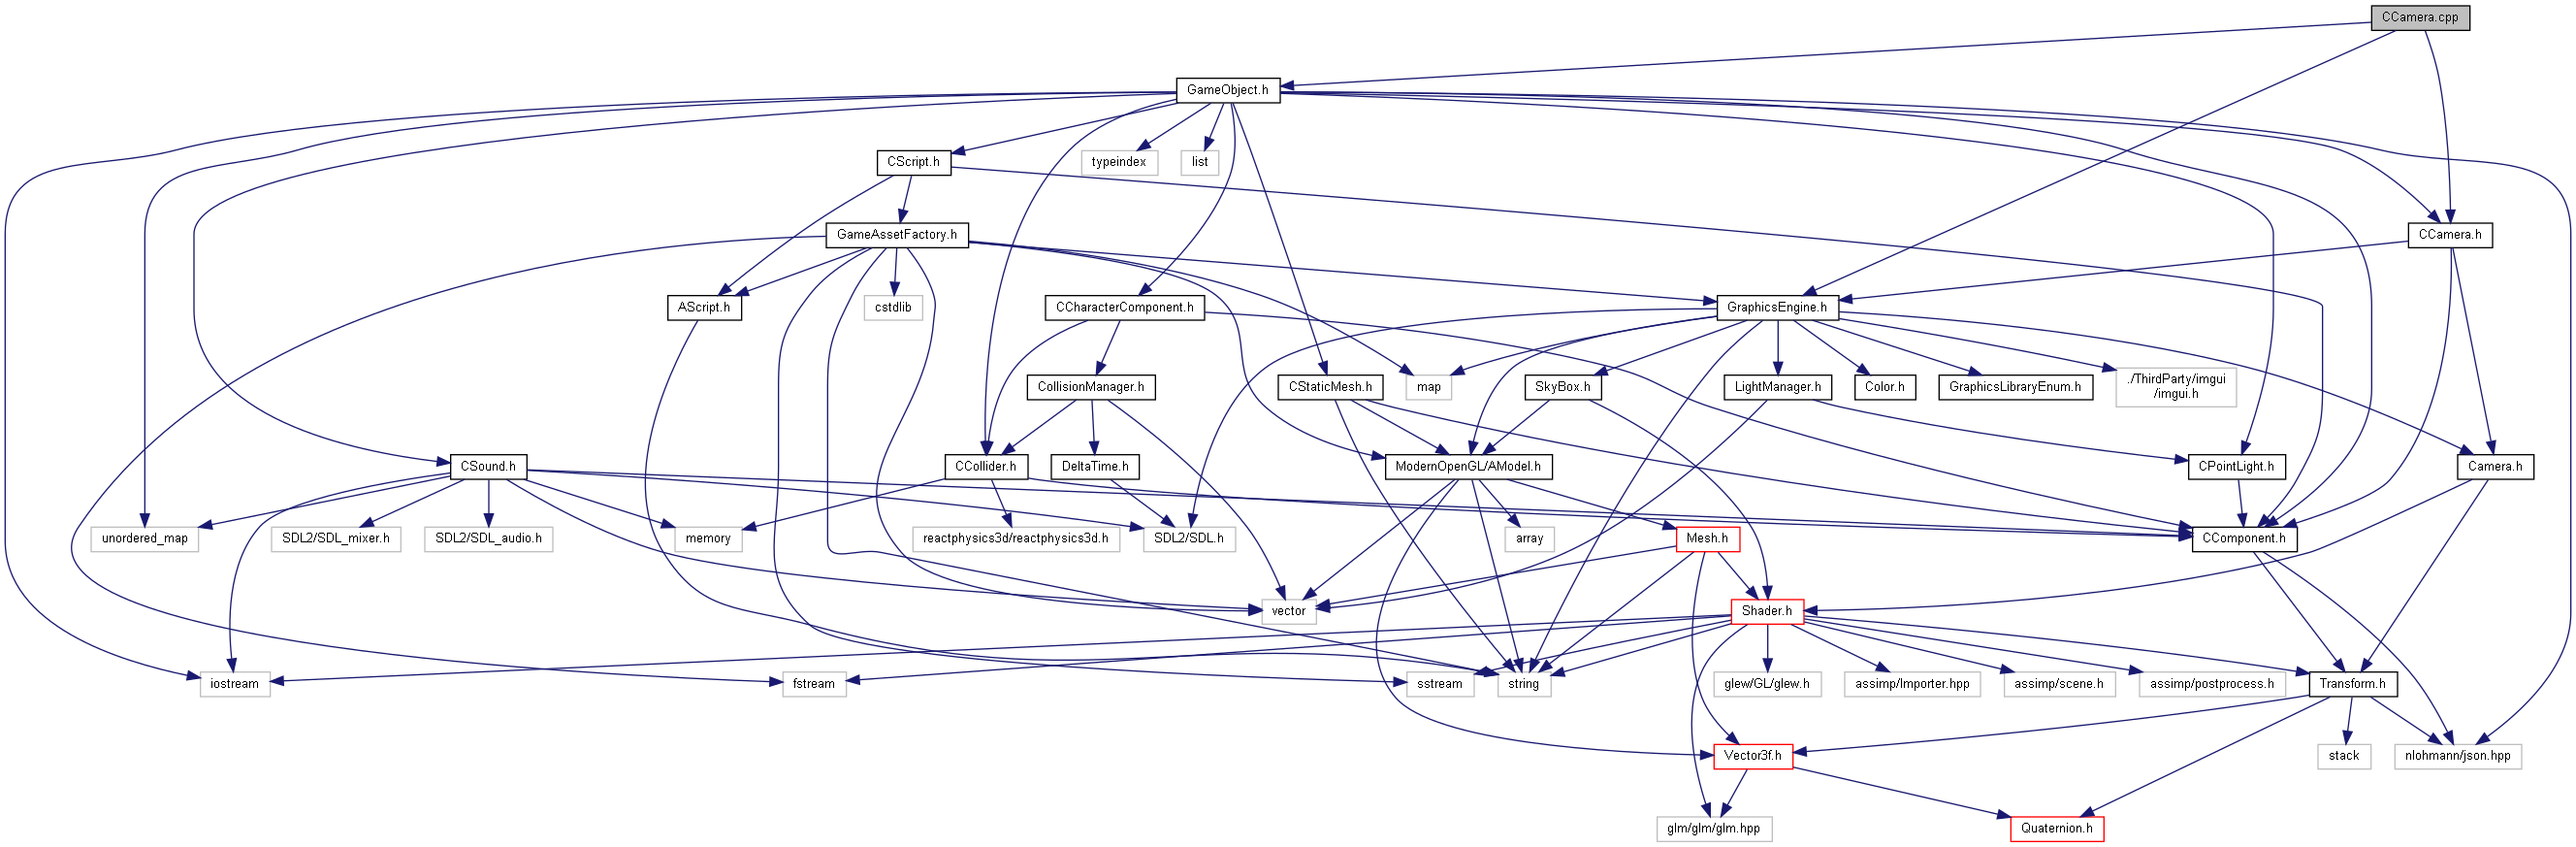 CCamera.cpp
GameObject.h
CScript.h
typeindex
list
GameAssetFactory.h
CCamera.h
AScript.h
cstdlib
CCharacterComponent.h
GraphicsEngine.h
CollisionManager.h
CStaticMesh.h
map
SkyBox.h
LightManager.h
Color.h
GraphicsLibraryEnum.h
./ThirdParty/imgui
/imgui.h
CSound.h
CCollider.h
DeltaTime.h
ModernOpenGL/AModel.h
CPointLight.h
Camera.h
unordered_map
SDL2/SDL_mixer.h
SDL2/SDL_audio.h
memory
reactphysics3d/reactphysics3d.h
SDL2/SDL.h
array
Mesh.h
CComponent.h
vector
Shader.h
iostream
fstream
sstream
string
glew/GL/glew.h
assimp/Importer.hpp
assimp/scene.h
assimp/postprocess.h
Transform.h
Vector3f.h
stack
nlohmann/json.hpp
glm/glm/glm.hpp
Quaternion.h